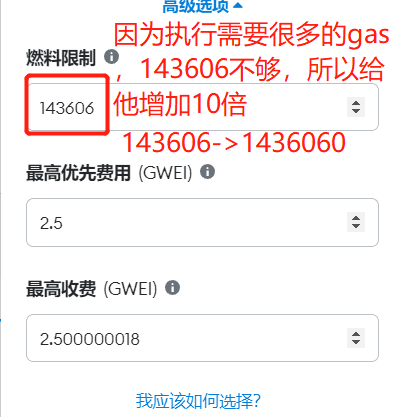 高级选项
因为执行需要很多的gas
燃料限制
，143606不够，所以给
143606
他增加10倍
143606->1436060
最高优先费用 (GWEI)
2.5
最高收费 (GWEI)
2.500000018
我应该如何选择？